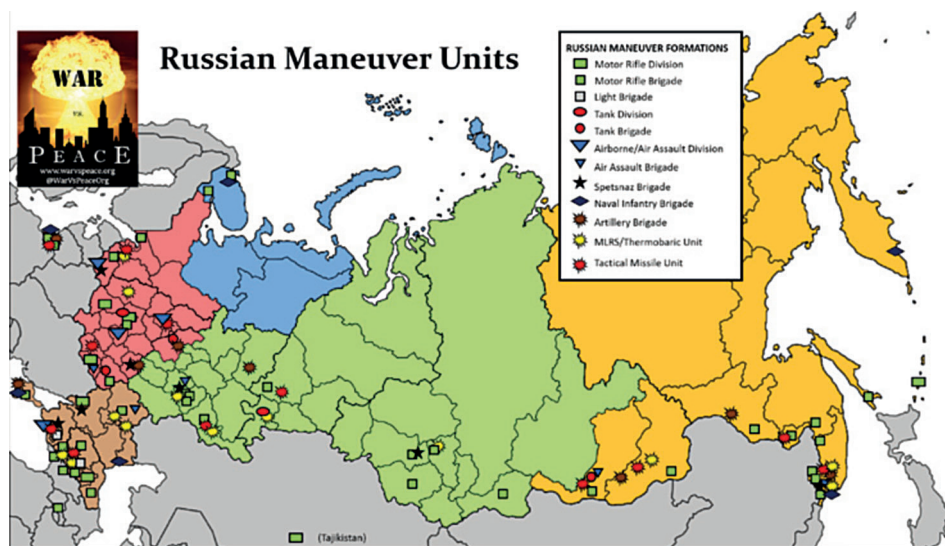 Russian Maneuver Units
WAR
vs.
PEACE
www.warvspeace.org
@WarVsPeaceOrg
RUSSIAN MANEUVER FORMATIONS
Motor Rifle Division
Motor Rifle Brigade
Light Brigade
Tank Division
Tank Brigade
Airborne/Air Assault Division
Air Assault Brigade
Spetsnaz Brigade
Naval Infantry Brigade
Artillery Brigade
MLRS/Thermobaric Unit
Tactical Missile Unit
(Tajikistan)